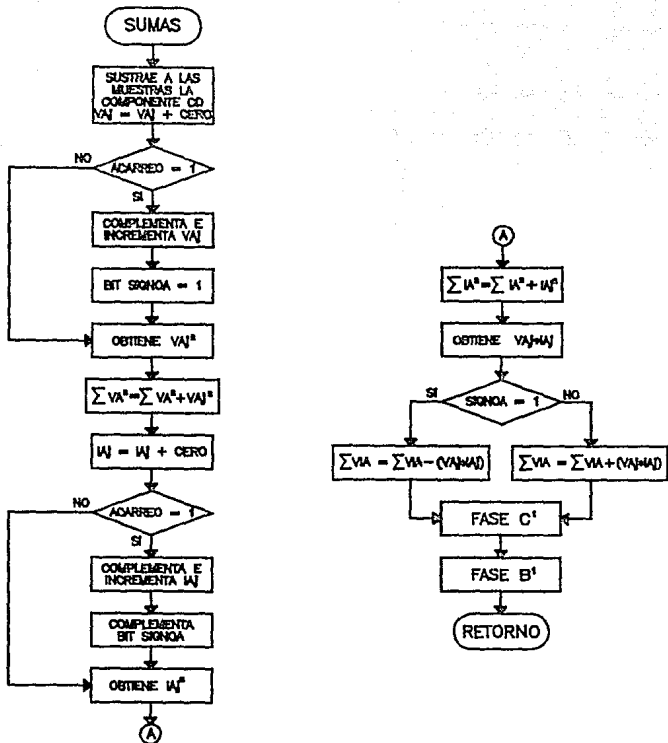 SUMAS
SUSTRAE A LAS
MUESTRAS LA
COMPONENTE CD
VAj = VAj + CERO
NO
ACARREO = 1
SI
COMPLEMENTA E
INCREMENTA VAj
BIT SIGNOA = 1
OBTIENE VAj²
∑ VA² = ∑ VA² + VAj²
IAj = IAj + CERO
NO
ACARREO = 1
SI
COMPLEMENTA E
INCREMENTA IAj
COMPLEMENTA
BIT SIGNOA
OBTIENE IAj²
A
A
∑ IA² = ∑ IA² + IAj²
OBTIENE VAj*IAj
SI
SIGNOA = 1
NO
∑VIA = ∑VIA-(VAj*IAj)
∑VIA = ∑VIA+(VAj*IAj)
FASE C¹
FASE B¹
RETORNO